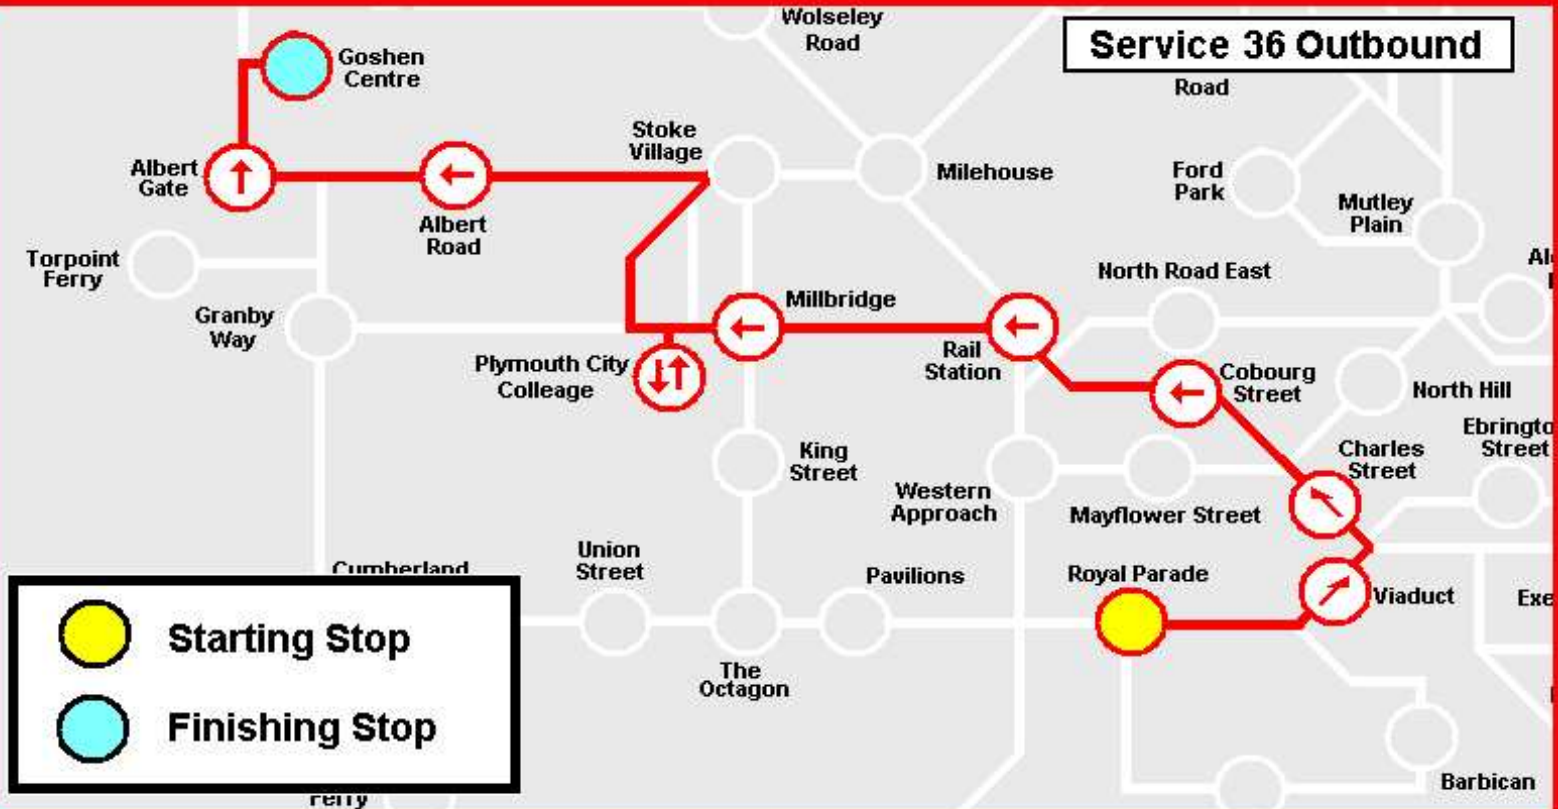 Wolseley
Road
Service 36 Outbound
Goshen
Centre
Road
Stoke
Village
Albert
Gate
Milehouse
Ford
Park
Mutley
Plain
Albert
Road
Torpoint
Ferry
North Road East
Granby
Way
Millbridge
Rail
Station
Plymouth City
Colleage
Cobourg
Street
North Hill
King
Street
Charles
Street
Street
Western
Approach
Mayflower Street
Union
Street
Cumberland
Pavilions
Royal Parade
Viaduct
The
Octagon
Starting Stop
Finishing Stop
Barbican
Ferry